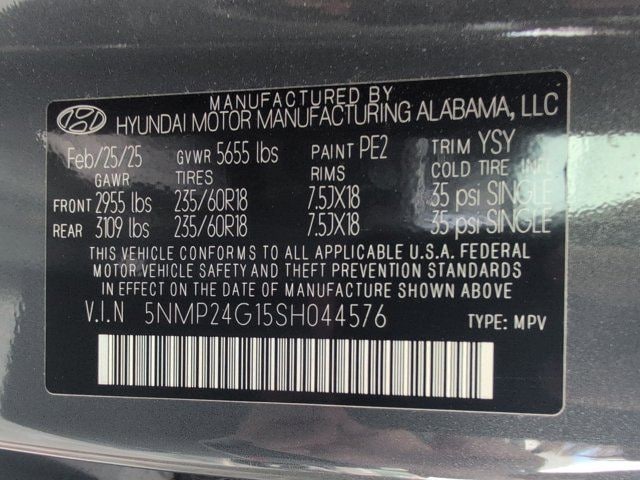 MANUFACTURED BY
HYUNDAI MOTOR MANUFACTURING ALABAMA, LLC
Feb/25/25 GVWR 5655 lbs PAINT PE2 TRIM YSY
GAWR TIRES RIMS COLD TIRE INFL
FRONT 2955 lbs 235/60R18 7.5JX18 35 psi SINGLE
REAR 3109 lbs 235/60R18 7.5JX18 35 psi SINGLE
THIS VEHICLE CONFORMS TO ALL APPLICABLE U.S.A. FEDERAL
MOTOR VEHICLE SAFETY AND THEFT PREVENTION STANDARDS
IN EFFECT ON THE DATE OF MANUFACTURE SHOWN ABOVE
V.I.N 5NMP24G15SH044576 TYPE: MPV